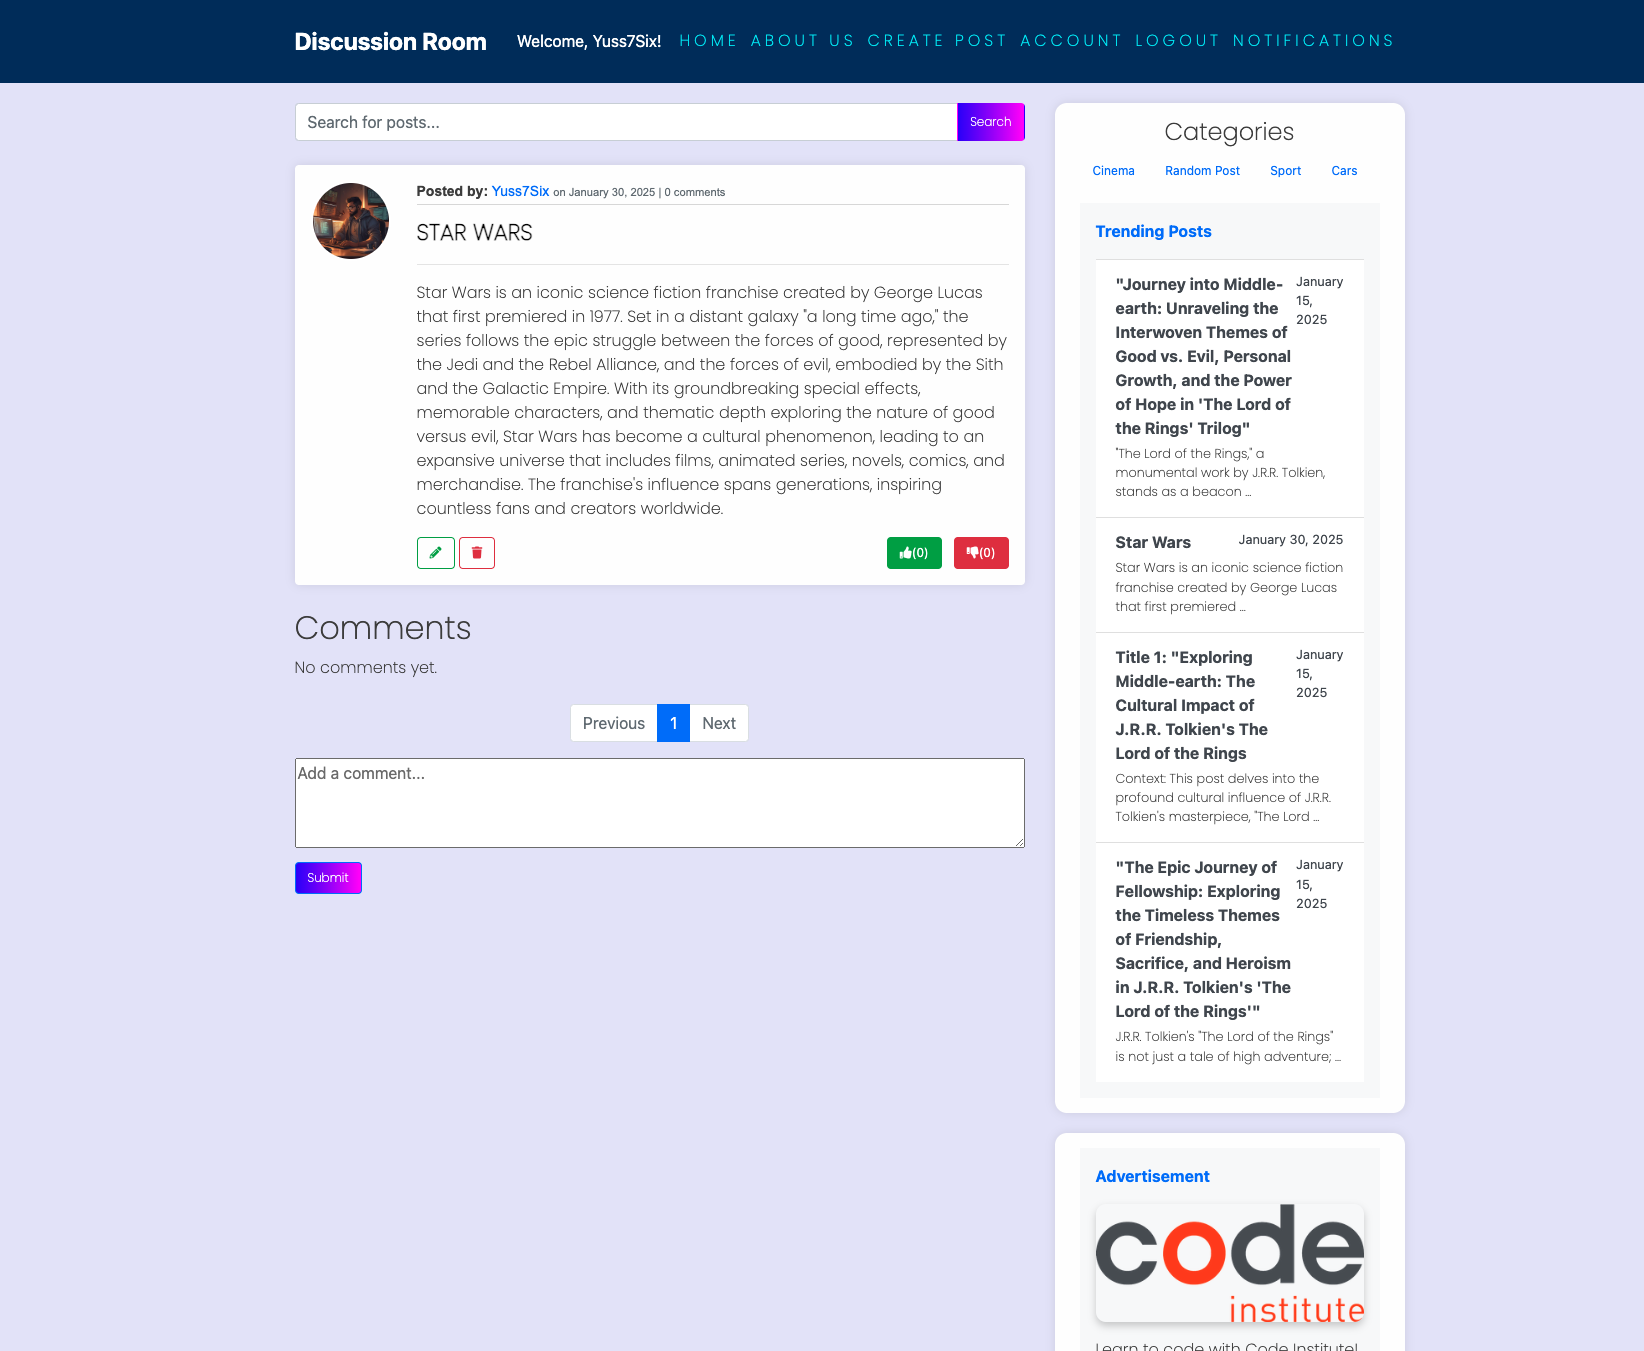 Discussion Room Welcome, Yuss7Six! HOME ABOUT US CREATE POST ACCOUNT LOGOUT NOTIFICATIONS
Search for posts... Search
Posted by: Yuss7Six on January 30, 2025 | 0 comments
STAR WARS
Star Wars is an iconic science fiction franchise created by George Lucas
that first premiered in 1977. Set in a distant galaxy "a long time ago," the
series follows the epic struggle between the forces of good, represented by
the Jedi and the Rebel Alliance, and the forces of evil, embodied by the Sith
and the Galactic Empire. With its groundbreaking special effects,
memorable characters, and thematic depth exploring the nature of good
versus evil, Star Wars has become a cultural phenomenon, leading to an
expansive universe that includes films, animated series, novels, comics, and
merchandise. The franchise's influence spans generations, inspiring
countless fans and creators worldwide.
(0) (0)
Comments
No comments yet.
Previous 1 Next
Add a comment...
Submit
Categories
Cinema Random Post Sport Cars
Trending Posts
"Journey into Middle-
earth: Unraveling the
Interwoven Themes of
Good vs. Evil, Personal
Growth, and the Power
of Hope in 'The Lord of
the Rings' Trilog"
January
15,
2025
"The Lord of the Rings," a
monumental work by J.R.R. Tolkien,
stands as a beacon ...
Star Wars January 30, 2025
Star Wars is an iconic science fiction
franchise created by George Lucas
that first premiered ...
Title 1: "Exploring
Middle-earth: The
Cultural Impact of
J.R.R. Tolkien's The
Lord of the Rings
January
15,
2025
Context: This post delves into the
profound cultural influence of J.R.R.
Tolkien's masterpiece, "The Lord ...
"The Epic Journey of
Fellowship: Exploring
the Timeless Themes
of Friendship,
Sacrifice, and Heroism
in J.R.R. Tolkien's 'The
Lord of the Rings'"
January
15,
2025
J.R.R. Tolkien's "The Lord of the Rings"
is not just a tale of high adventure; ...
Advertisement
code
institute
Learn to code with Code Institute!